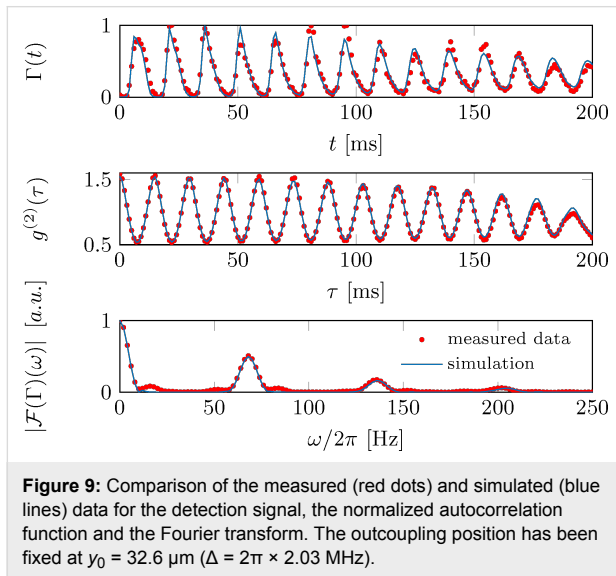 1
Γ(t)
0
0
50
100
150
200
t [ms]
1.5
g⁽²⁾(τ)
0.5
0
50
100
150
200
τ [ms]
1
|𝓕(Γ)(ω)| [a.u.]
measured data
simulation
0
0
50
100
150
200
250
ω/2π [Hz]
Figure 9: Comparison of the measured (red dots) and simulated (blue
lines) data for the detection signal, the normalized autocorrelation
function and the Fourier transform. The outcoupling position has been
fixed at y₀ = 32.6 µm (Δ = 2π × 2.03 MHz).